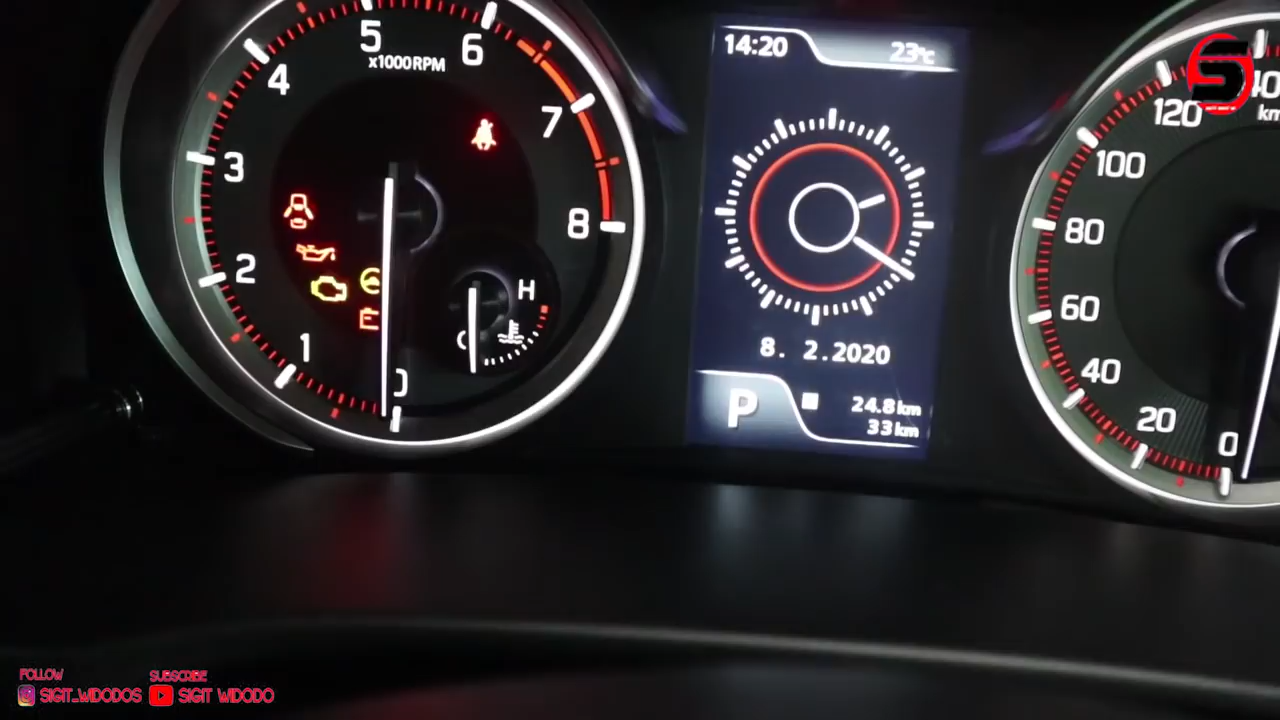 5
6
x1000RPM
4
7
3
8
2
1
0
H
C
14:20
23°C
8. 2.2020
P
24.8km
33km
120
100
80
60
40
20
0
S
FOLLOW
SIGIT_WIDODOS
SUBSCRIBE
SIGIT WIDODO